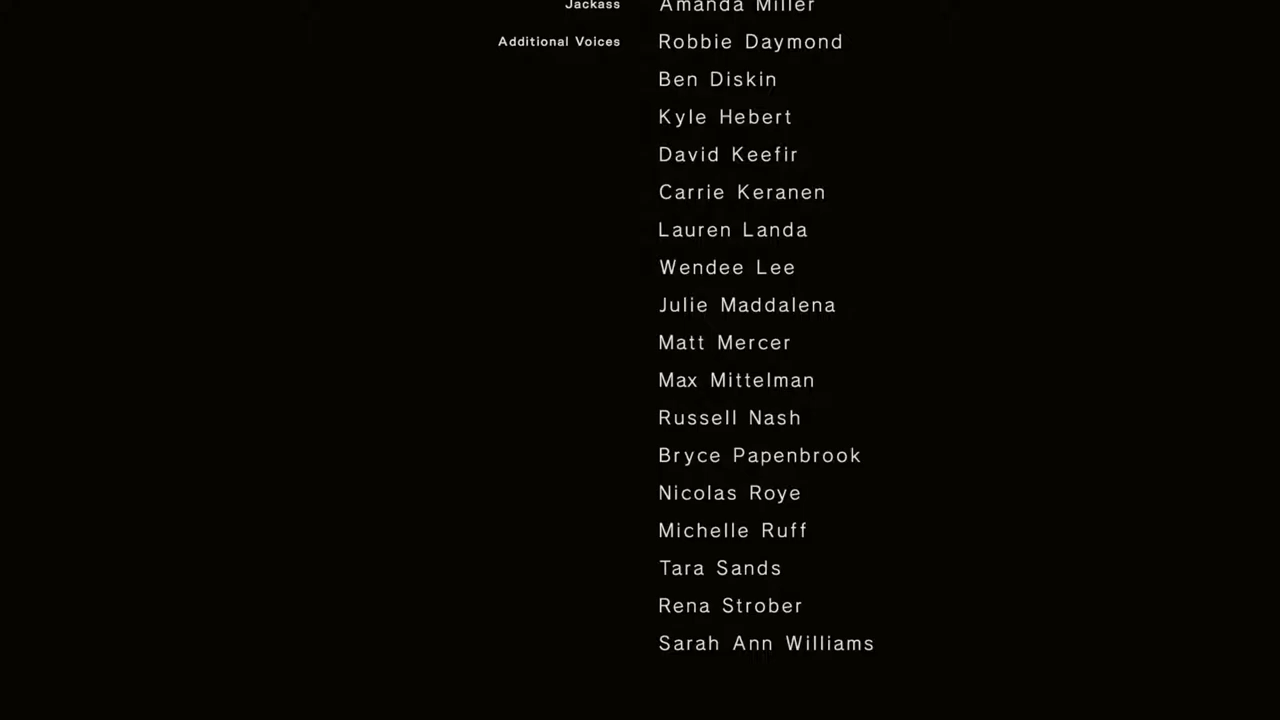 Jackass Amanda Miller
Additional Voices Robbie Daymond
Ben Diskin
Kyle Hebert
David Keefir
Carrie Keranen
Lauren Landa
Wendee Lee
Julie Maddalena
Matt Mercer
Max Mittelman
Russell Nash
Bryce Papenbrook
Nicolas Roye
Michelle Ruff
Tara Sands
Rena Strober
Sarah Ann Williams